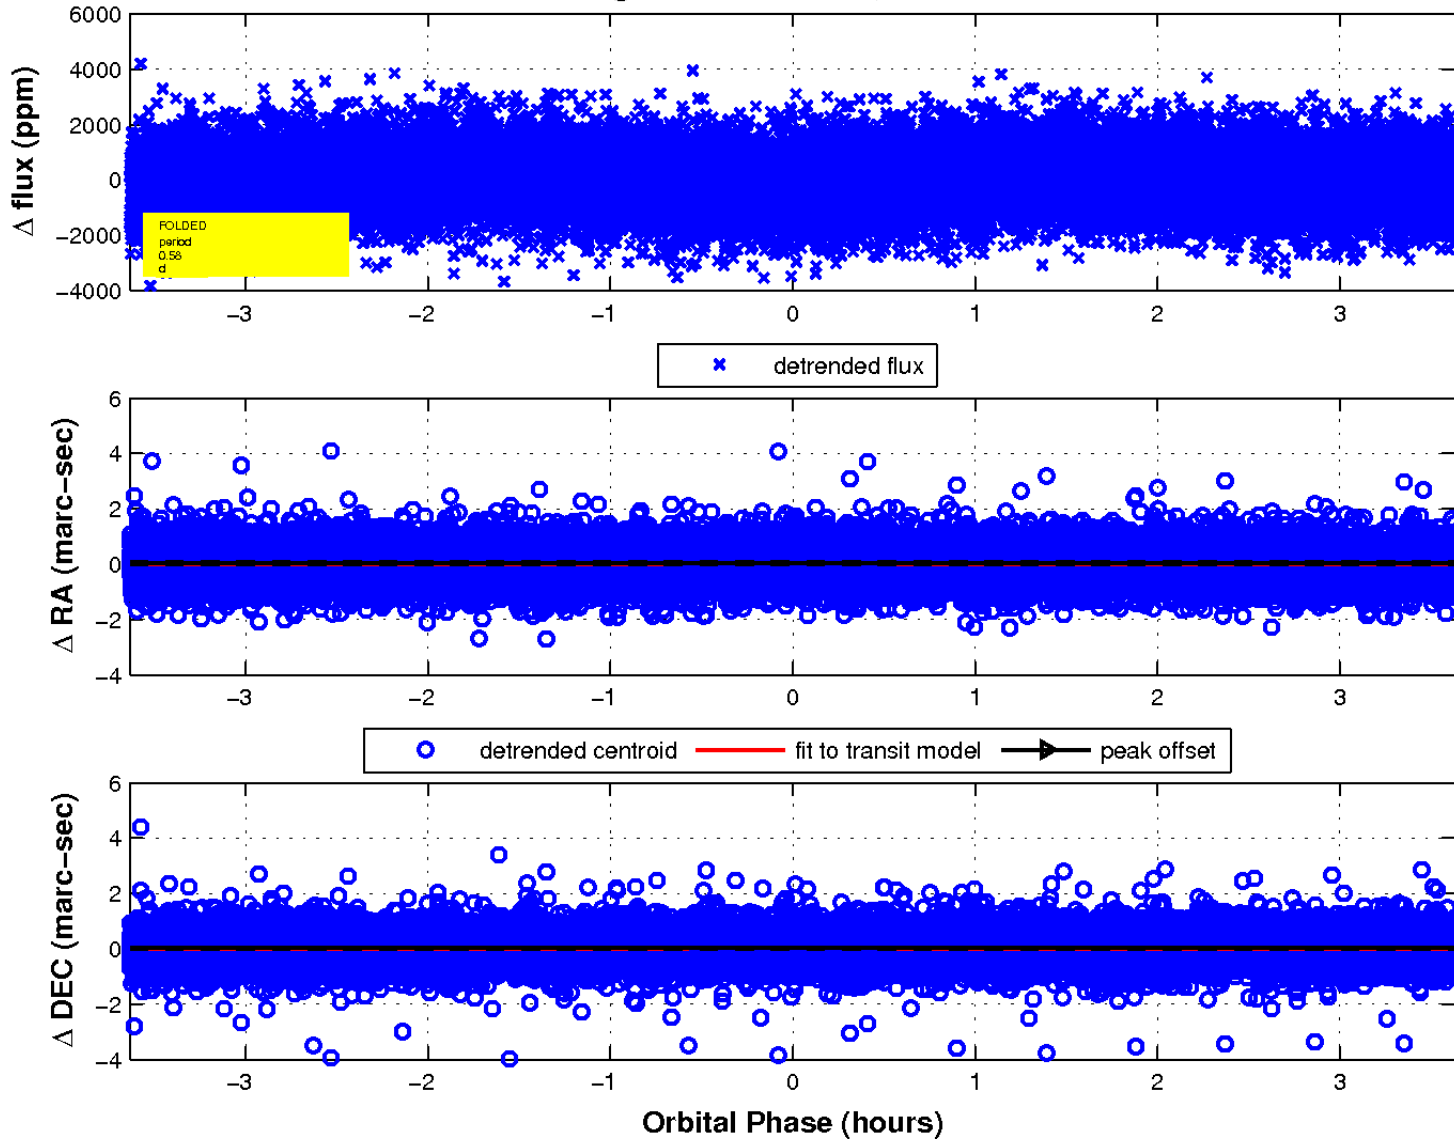 6000
4000
2000
0
−2000
−4000
Δ flux (ppm)
FOLDED
period
0.58
d
−3 −2 −1 0 1 2 3
detrended flux
6
4
2
0
−2
−4
Δ RA (marc−sec)
−3 −2 −1 0 1 2 3
detrended centroid fit to transit model peak offset
6
4
2
0
−2
−4
Δ DEC (marc−sec)
−3 −2 −1 0 1 2 3
Orbital Phase (hours)